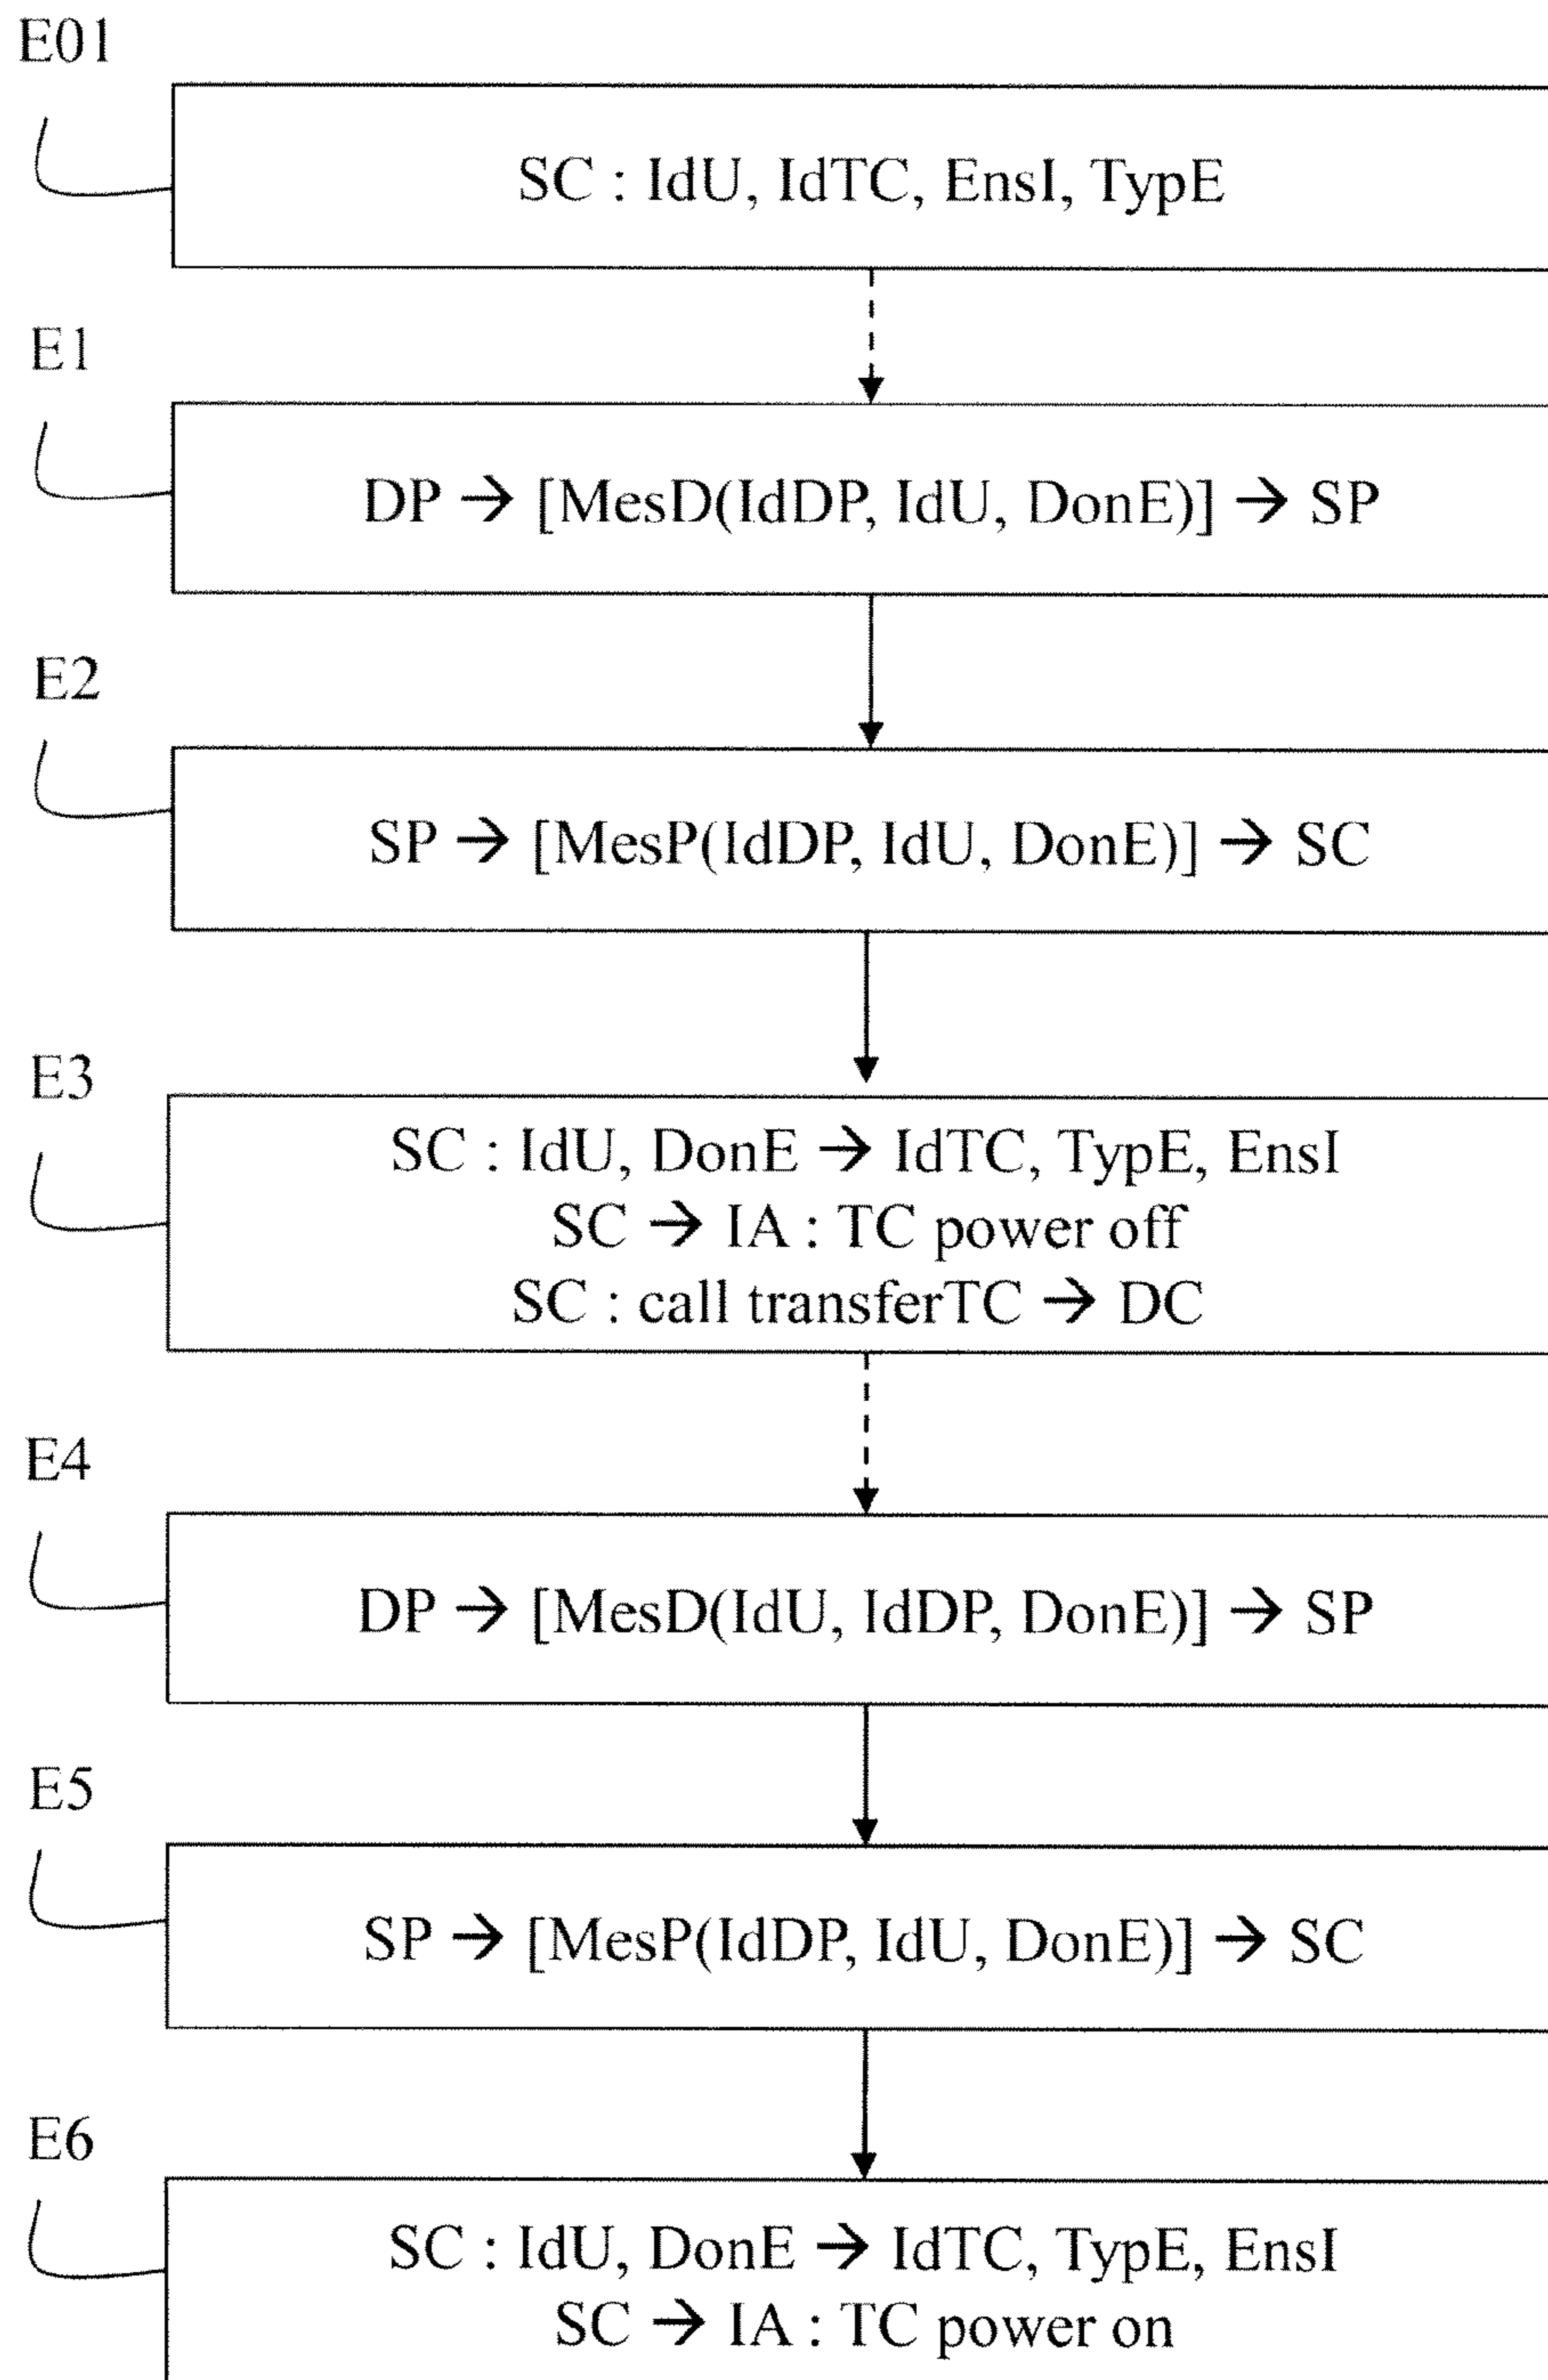 E01
SC : IdU, IdTC, EnsI, TypE
E1
DP → [MesD(IdDP, IdU, DonE)] → SP
E2
SP → [MesP(IdDP, IdU, DonE)] → SC
E3
SC : IdU, DonE → IdTC, TypE, EnsI
SC → IA : TC power off
SC : call transferTC → DC
E4
DP → [MesD(IdU, IdDP, DonE)] → SP
E5
SP → [MesP(IdDP, IdU, DonE)] → SC
E6
SC : IdU, DonE → IdTC, TypE, EnsI
SC → IA : TC power on